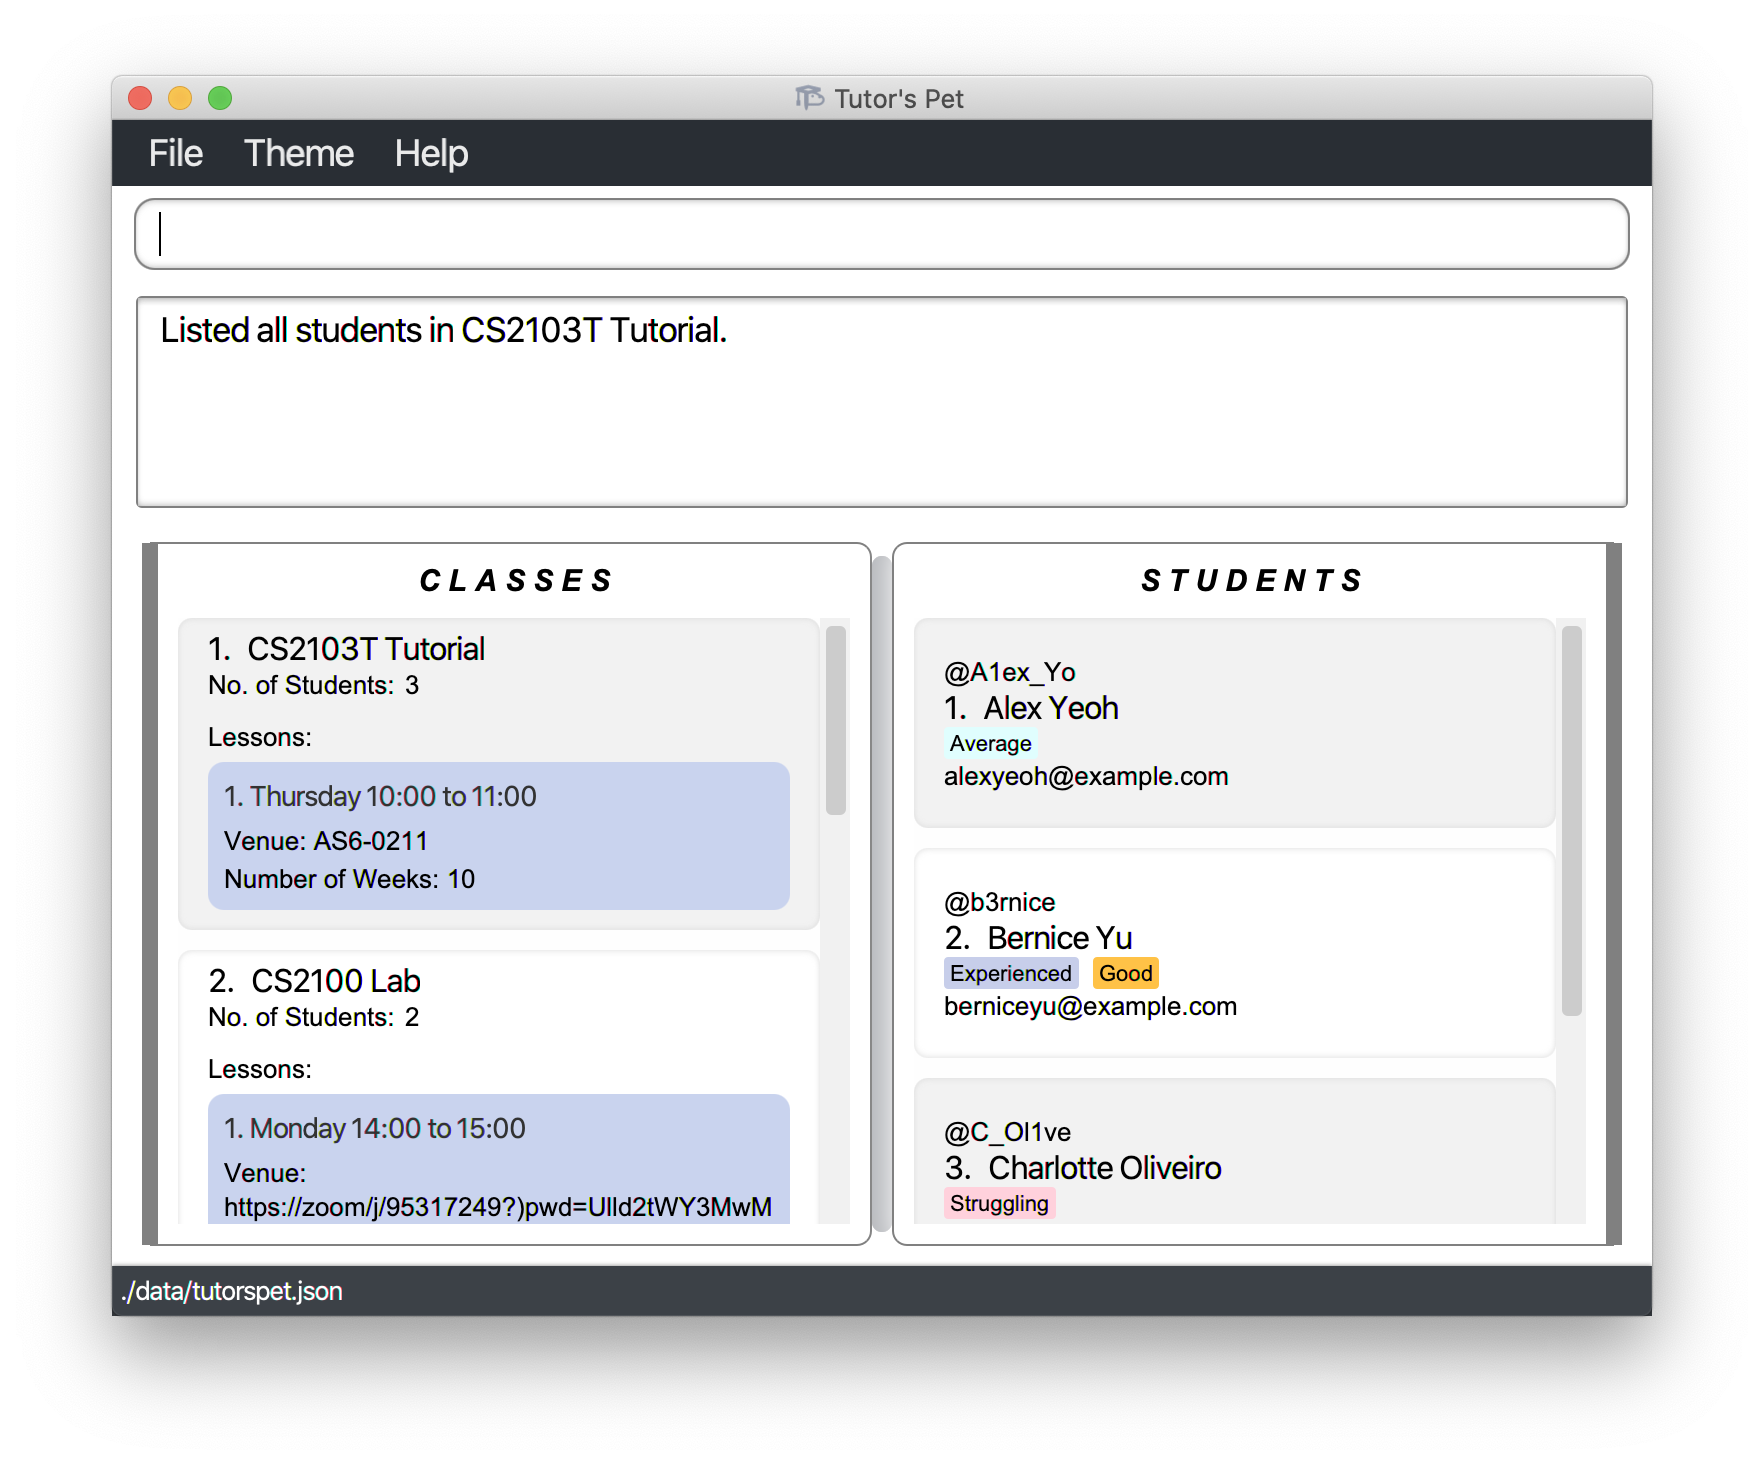 Tutor's Pet
File Theme Help
Listed all students in CS2103T Tutorial.
CLASSES
1. CS2103T Tutorial
No. of Students: 3
Lessons:
1. Thursday 10:00 to 11:00
Venue: AS6-0211
Number of Weeks: 10
2. CS2100 Lab
No. of Students: 2
Lessons:
1. Monday 14:00 to 15:00
Venue:
https://zoom/j/95317249?)pwd=Ulld2tWY3MwM
STUDENTS
@A1ex_Yo
1. Alex Yeoh
Average
alexyeoh@example.com
@b3rnice
2. Bernice Yu
Experienced Good
berniceyu@example.com
@C_Ol1ve
3. Charlotte Oliveiro
Struggling
./data/tutorspet.json